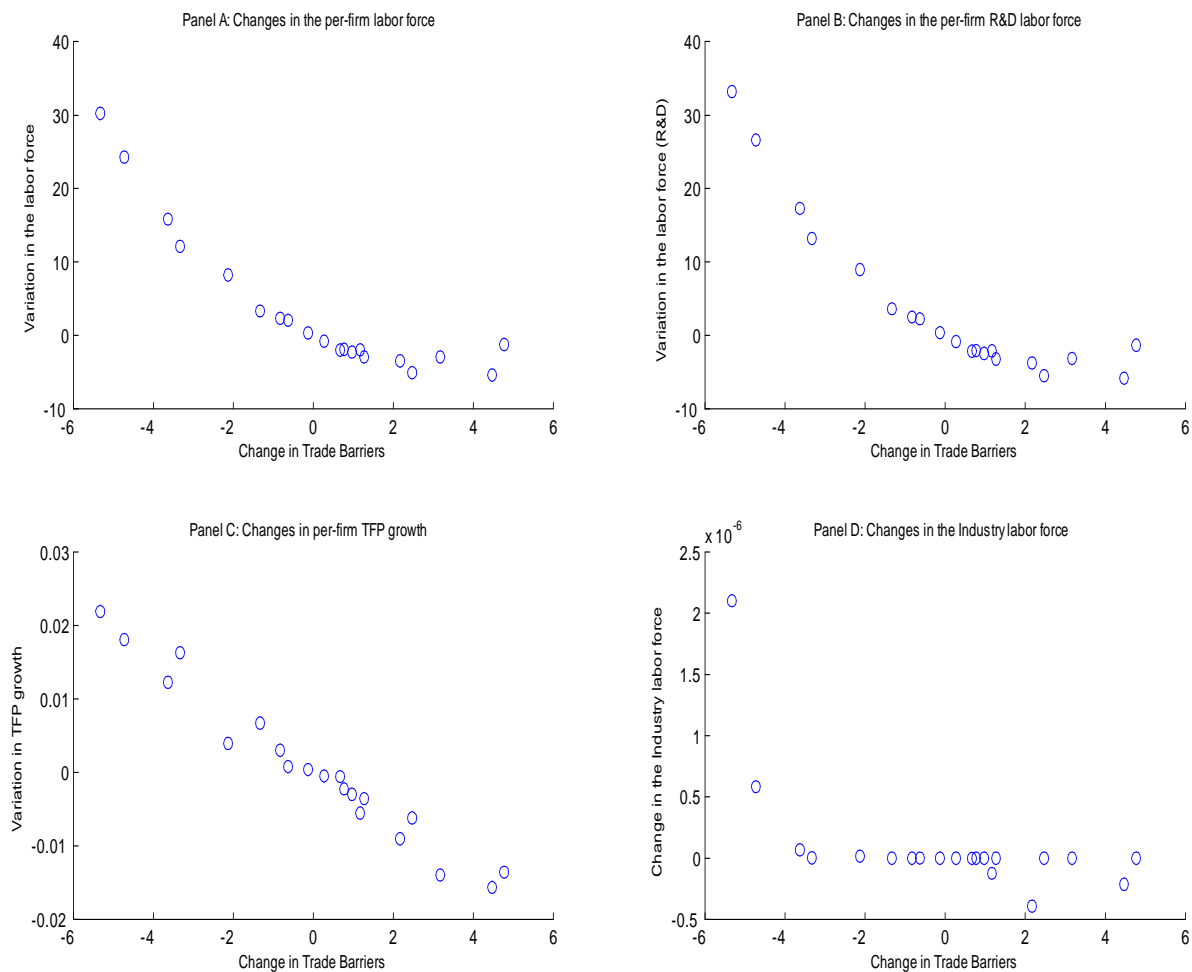 Panel A: Changes in the per-firm labor force
40
30
20
10
0
-10
Variation in the labor force
-6 -4 -2 0 2 4 6
Change in Trade Barriers
Panel B: Changes in the per-firm R&D labor force
40
30
20
10
0
-10
Variation in the labor force (R&D)
-6 -4 -2 0 2 4 6
Change in Trade Barriers
Panel C: Changes in per-firm TFP growth
0.03
0.02
0.01
0
-0.01
-0.02
Variation in TFP growth
-6 -4 -2 0 2 4 6
Change in Trade Barriers
Panel D: Changes in the Industry labor force
x 10^-6
2.5
2
1.5
1
0.5
0
-0.5
Change in the Industry labor force
-6 -4 -2 0 2 4 6
Change in Trade Barriers